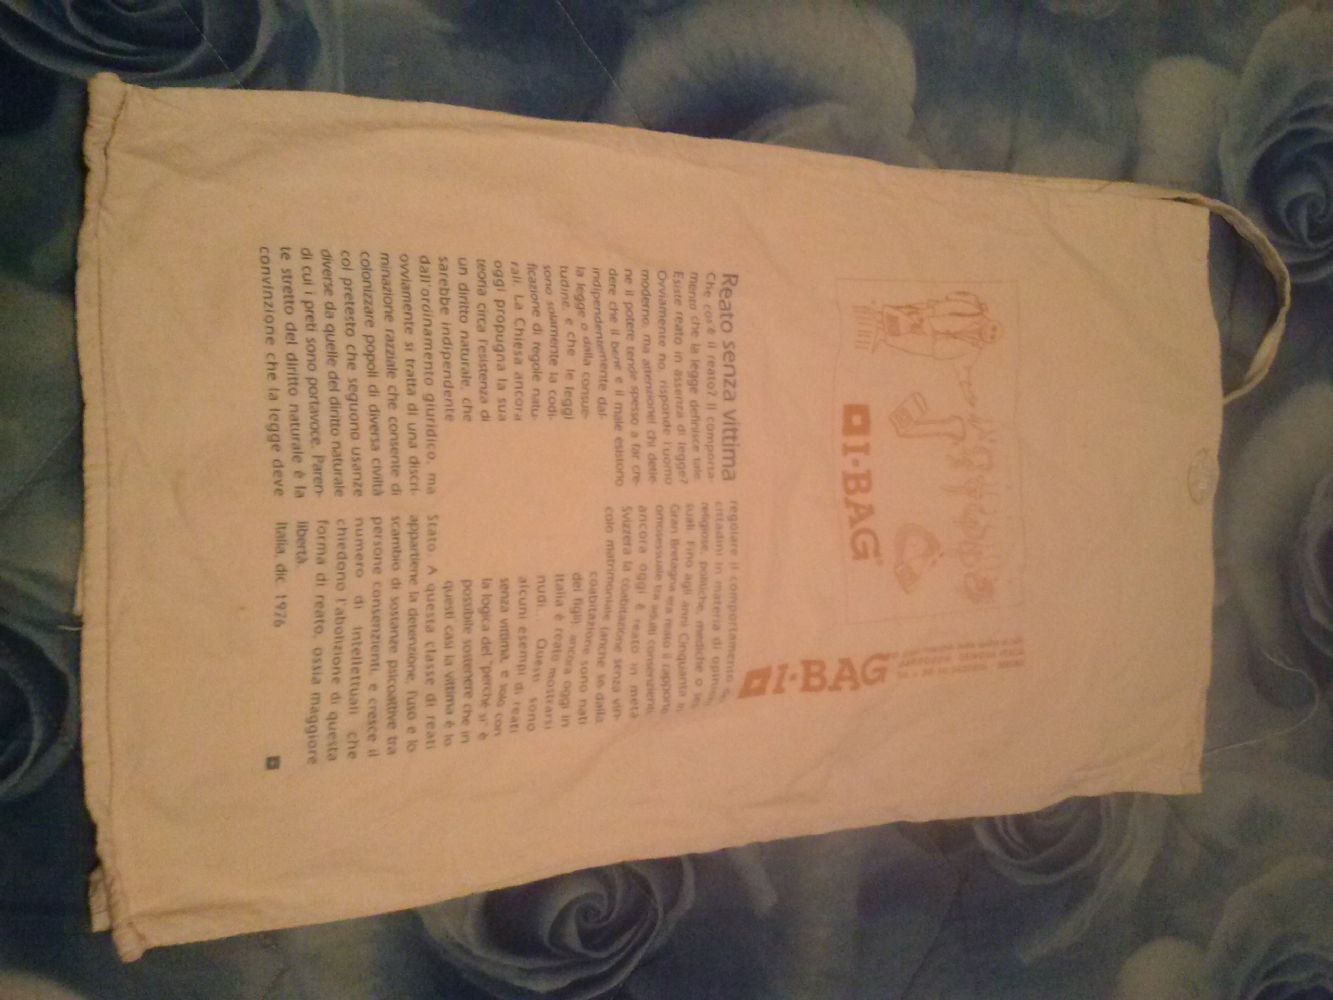 I·BAG
I·BAG
Reato senza vittima
Che cos'è il reato? Il comporta-
mento che la legge definisce tale.
Esiste reato in assenza di legge?
Ovviamente no, risponde l'uomo
moderno, ma attenzione! chi detie-
ne il potere tende spesso a far cre-
dere che il bene e il male esistono
indipendentemente dal-
la legge o dalla consue-
tudine, e che le leggi
sono solamente la codi-
ficazione di regole natu-
rali. La Chiesa ancora
oggi propugna la sua
teoria circa l'esistenza di
un diritto naturale, che
sarebbe indipendente
dall'ordinamento giuridico, ma
ovviamente si tratta di una discri-
minazione razziale che consente di
colonizzare popoli di diversa civiltà
col pretesto che seguono usanze
diverse da quelle del diritto naturale
di cui i preti sono portavoce. Paren-
te stretto del diritto naturale è la
convinzione che la legge deve
regolare il comportamento
cittadini in materia di opinioni
religiose, politiche, mediche o
suali. Fino agli anni Cinquanta in
Gran Bretagna era reato il rapporto
omosessuale tra adulti consenzienti,
ancora oggi è reato in metà
Svizzera la coabitazione senza vin-
colo matrimoniale (anche se dalla
coabitazione sono nati
dei figli), ancora oggi in
Italia è reato mostrarsi
nudi. Questi sono
alcuni esempi di reati
senza vittima, e solo con
la logica del "perché sì" è
possibile sostenere che in
questi casi la vittima è lo
Stato. A questa classe di reati
appartiene la detenzione, l'uso e lo
scambio di sostanze psicoattive tra
persone consenzienti, e cresce il
numero di intellettuali che
chiedono l'abolizione di questa
forma di reato, ossia maggiore
libertà.
Italia, dic. 1976